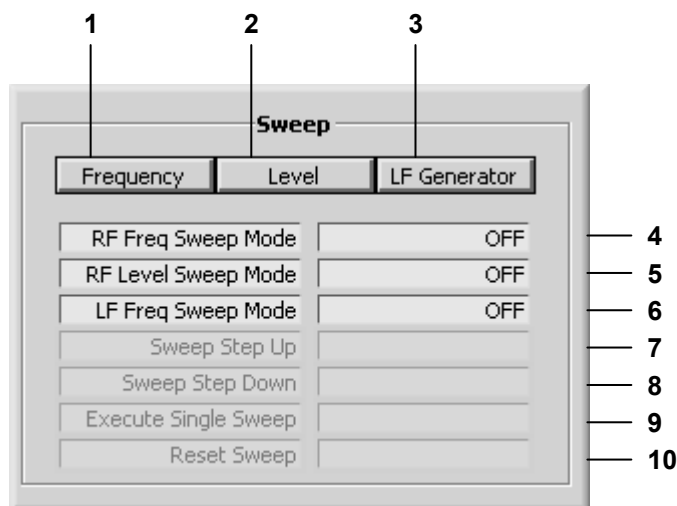 1 2 3
Sweep
Frequency Level LF Generator
RF Freq Sweep Mode OFF 4
RF Level Sweep Mode OFF 5
LF Freq Sweep Mode OFF 6
Sweep Step Up 7
Sweep Step Down 8
Execute Single Sweep 9
Reset Sweep 10